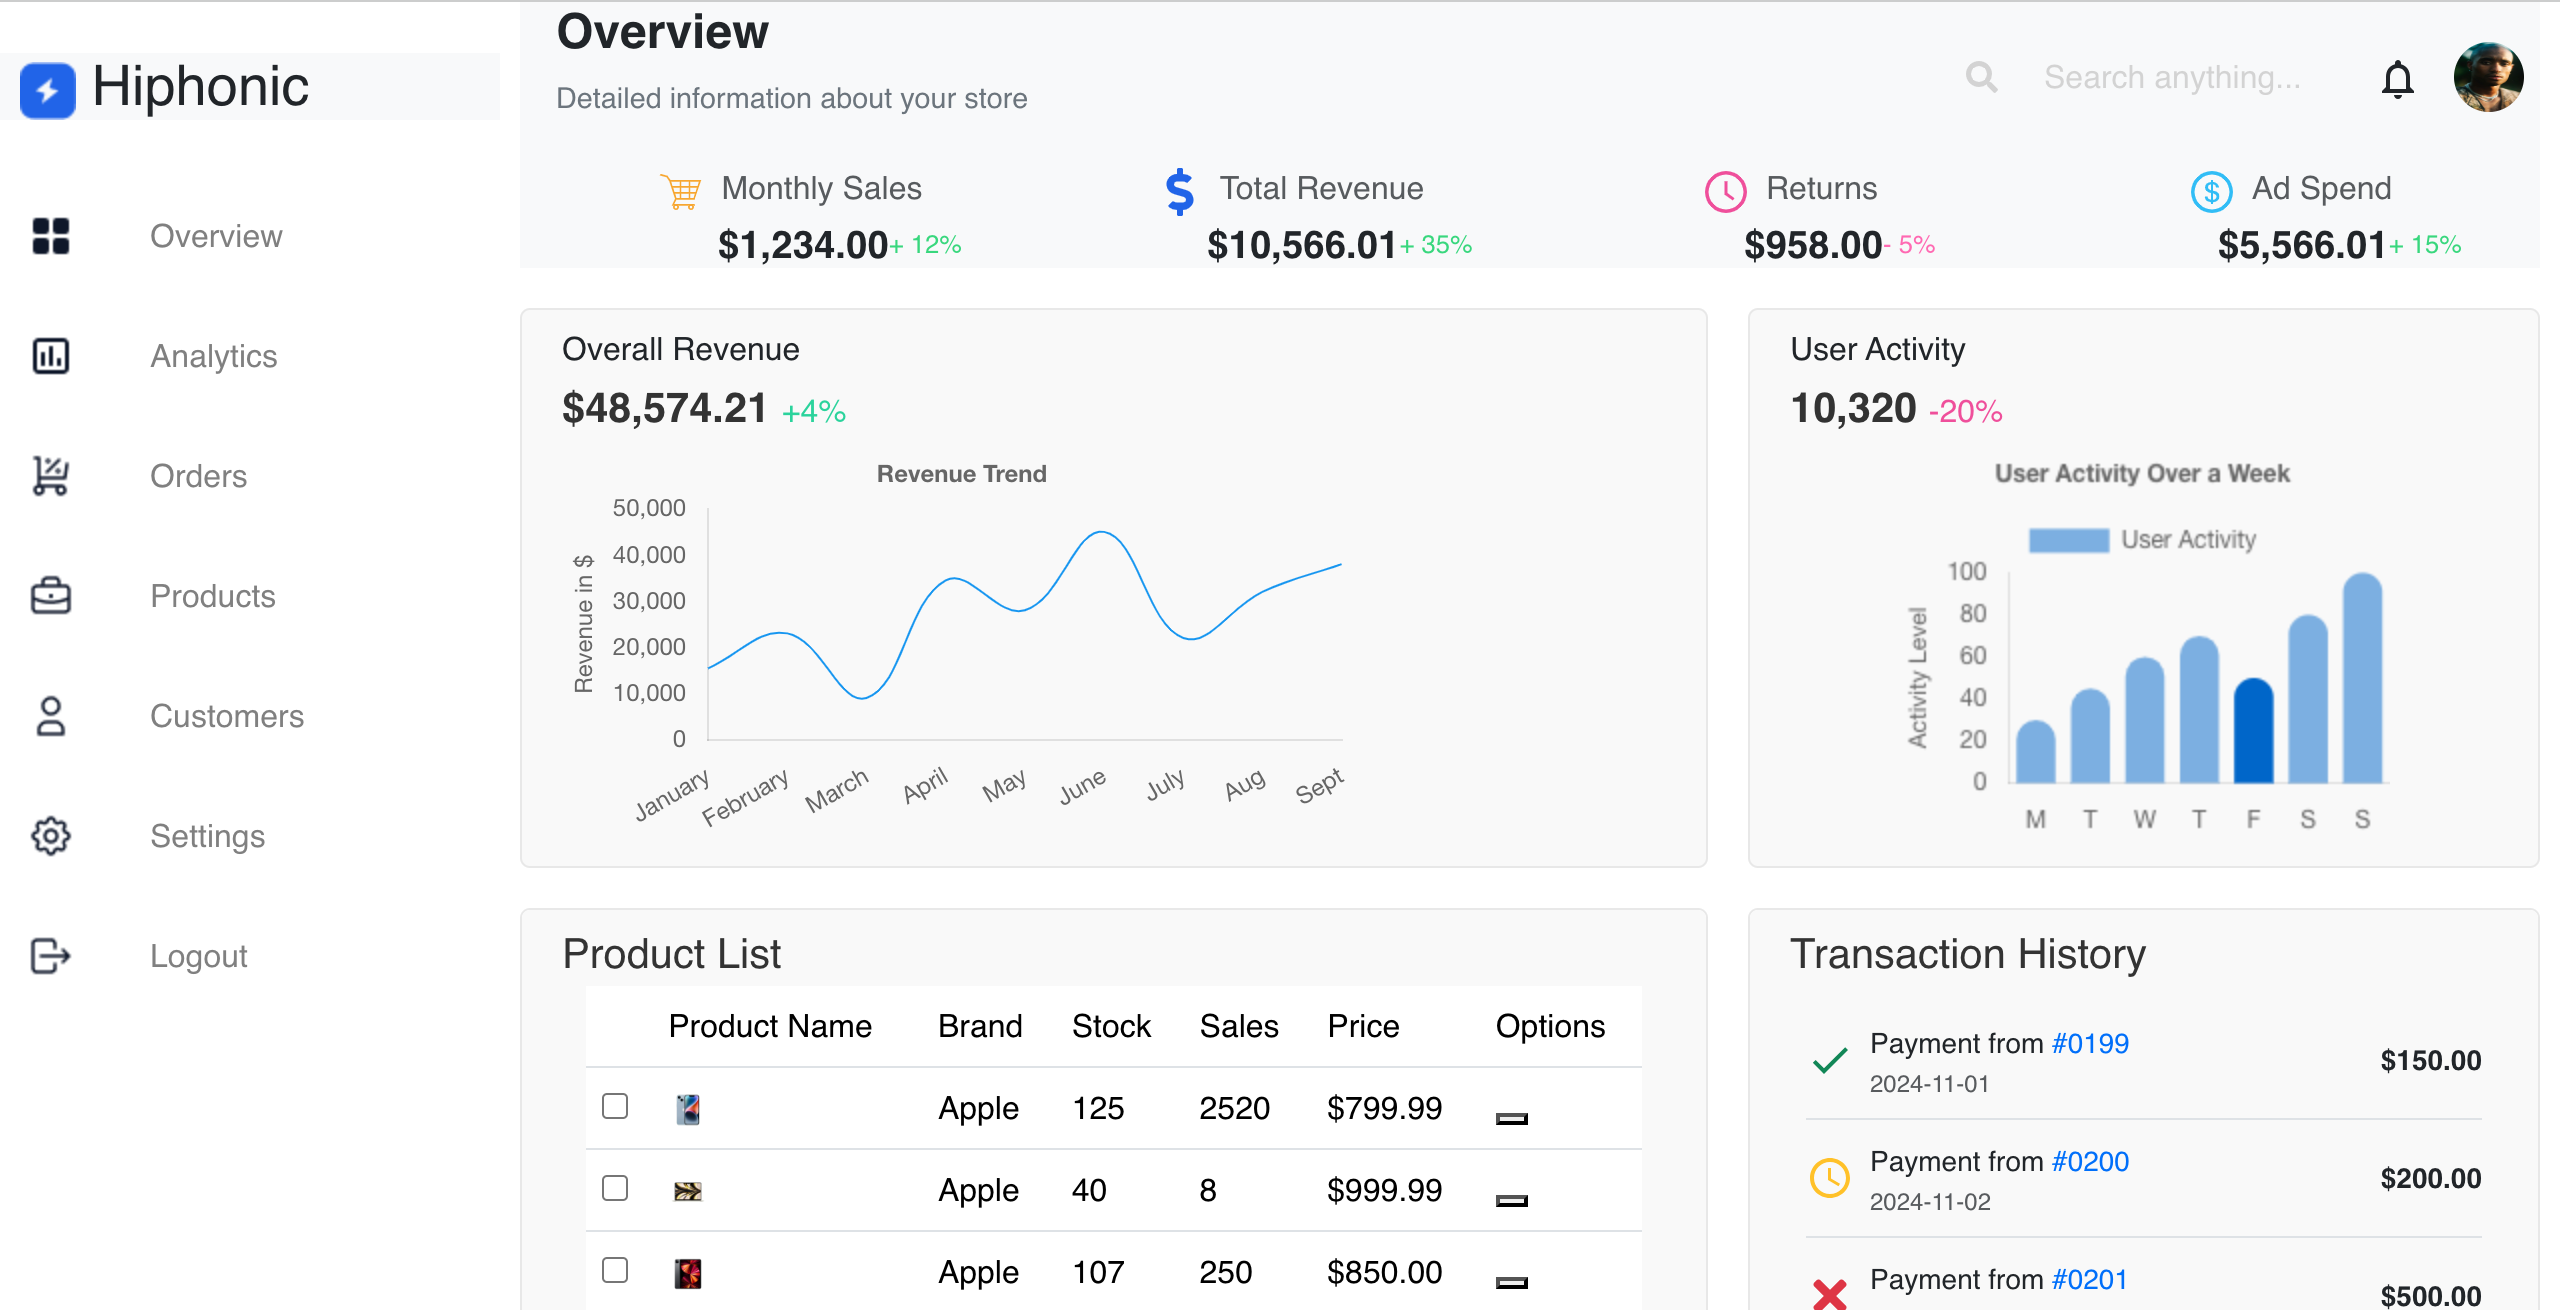 Overview
Detailed information about your store
Search anything...
Hiphonic
Overview
Analytics
Orders
Products
Customers
Settings
Logout
Monthly Sales
$1,234.00+ 12%
Total Revenue
$10,566.01+ 35%
Returns
$958.00- 5%
Ad Spend
$5,566.01+ 15%
Overall Revenue
$48,574.21 +4%
Revenue Trend
Revenue in $
50,000
40,000
30,000
20,000
10,000
0
January February March April May June July Aug Sept
User Activity
10,320 -20%
User Activity Over a Week
User Activity
Activity Level
100
80
60
40
20
0
M T W T F S S
Product List
Product Name Brand Stock Sales Price Options
Apple 125 2520 $799.99
Apple 40 8 $999.99
Apple 107 250 $850.00
Transaction History
Payment from #0199
2024-11-01
$150.00
Payment from #0200
2024-11-02
$200.00
Payment from #0201
$500.00